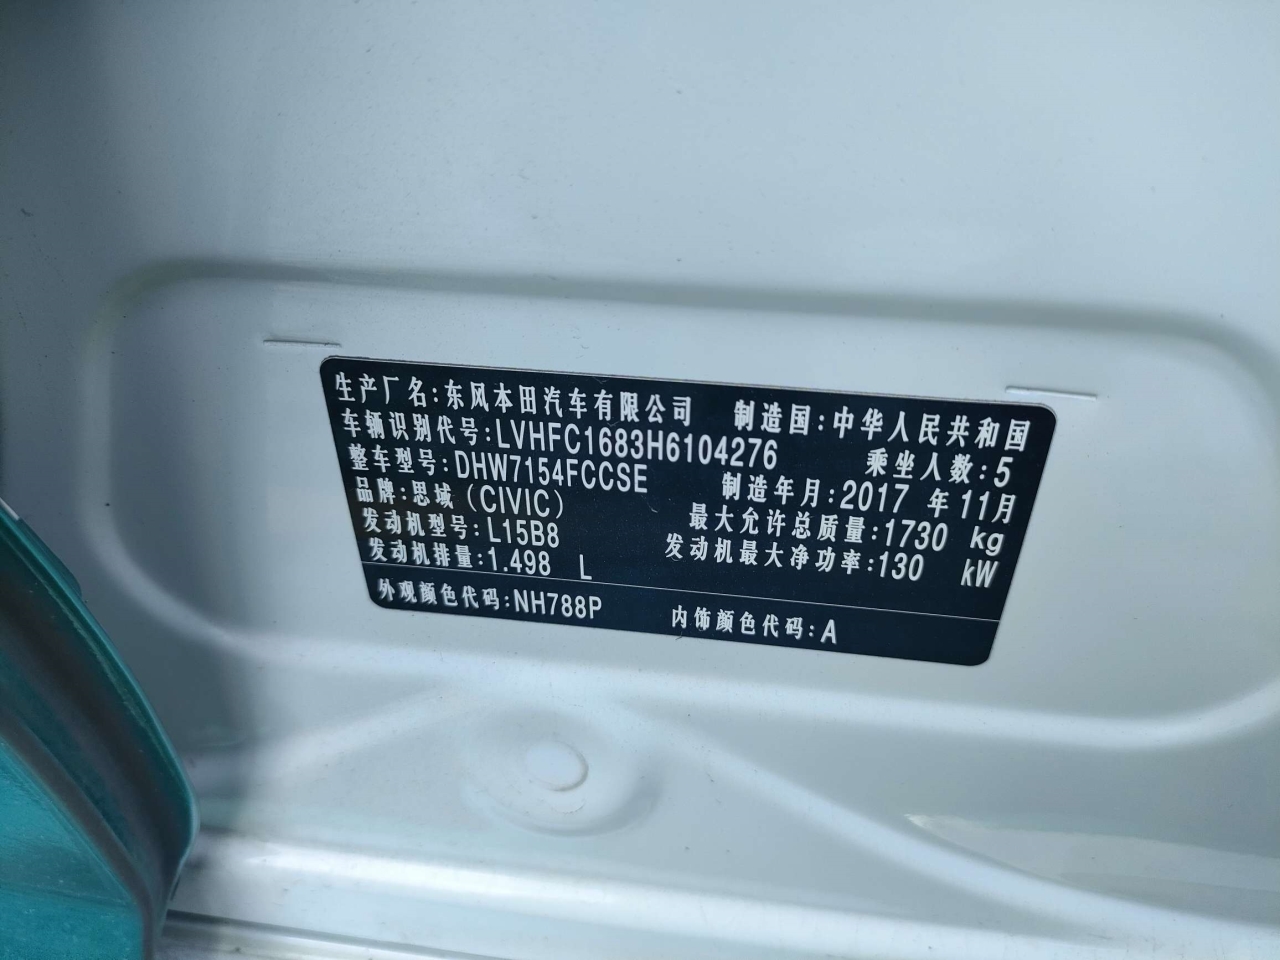 生产厂名:东风本田汽车有限公司 制造国:中华人民共和国
车辆识别代号:LVHFC1683H6104276 乘坐人数:5
整车型号:DHW7154FCCSE 制造年月:2017 年 11月
品牌:思域(CIVIC) 最大允许总质量:1730 kg
发动机型号:L15B8 发动机最大净功率:130 kW
发动机排量:1.498 L
外观颜色代码:NH788P 内饰颜色代码:A